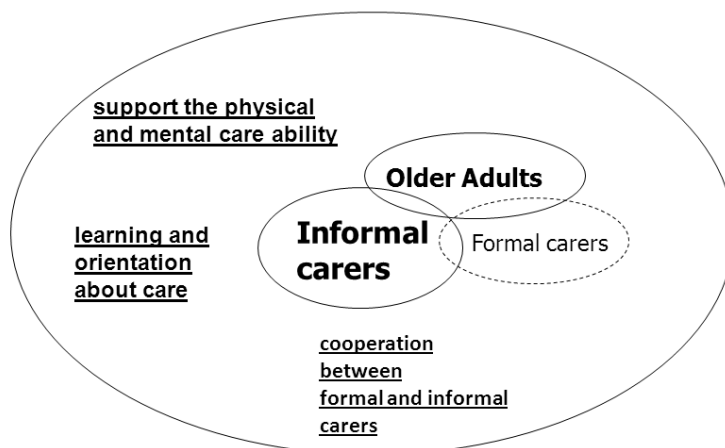 support the physical
and mental care ability
Older Adults
Informal
carers
Formal carers
learning and
orientation
about care
cooperation
between
formal and informal
carers